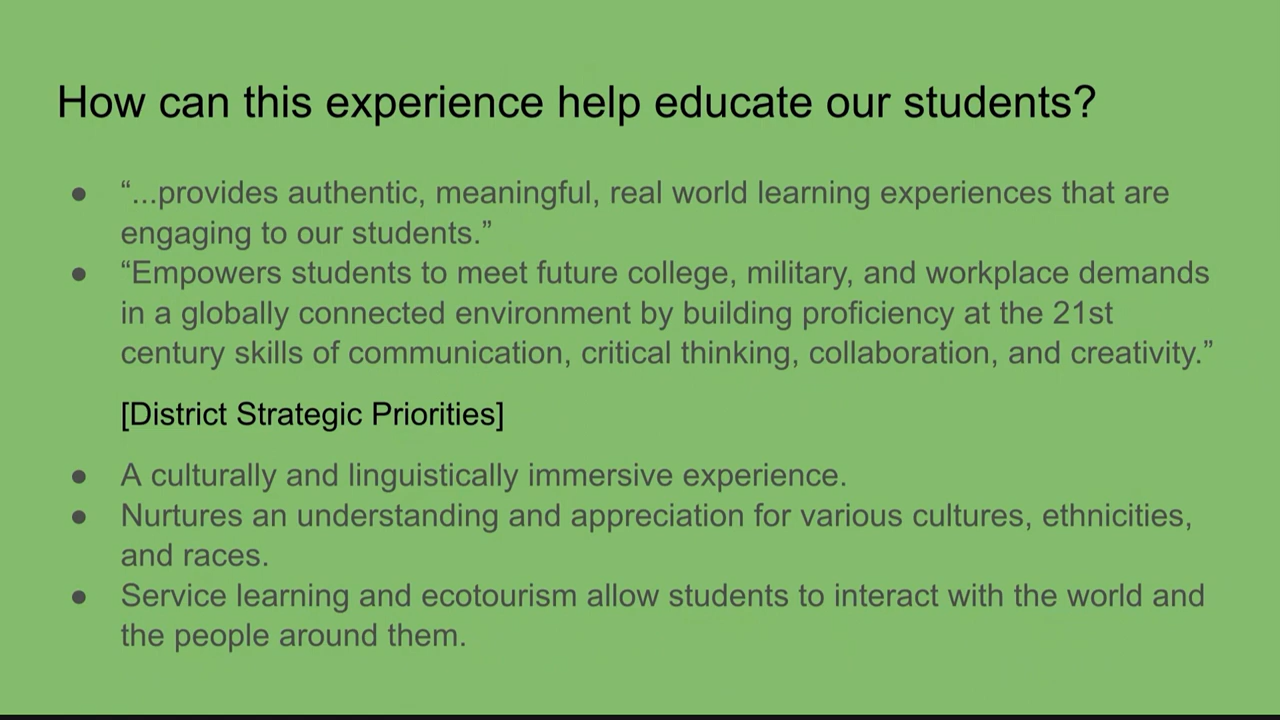 How can this experience help educate our students?
● “...provides authentic, meaningful, real world learning experiences that are
engaging to our students.”
● “Empowers students to meet future college, military, and workplace demands
in a globally connected environment by building proficiency at the 21st
century skills of communication, critical thinking, collaboration, and creativity.”
[District Strategic Priorities]
● A culturally and linguistically immersive experience.
● Nurtures an understanding and appreciation for various cultures, ethnicities,
and races.
● Service learning and ecotourism allow students to interact with the world and
the people around them.